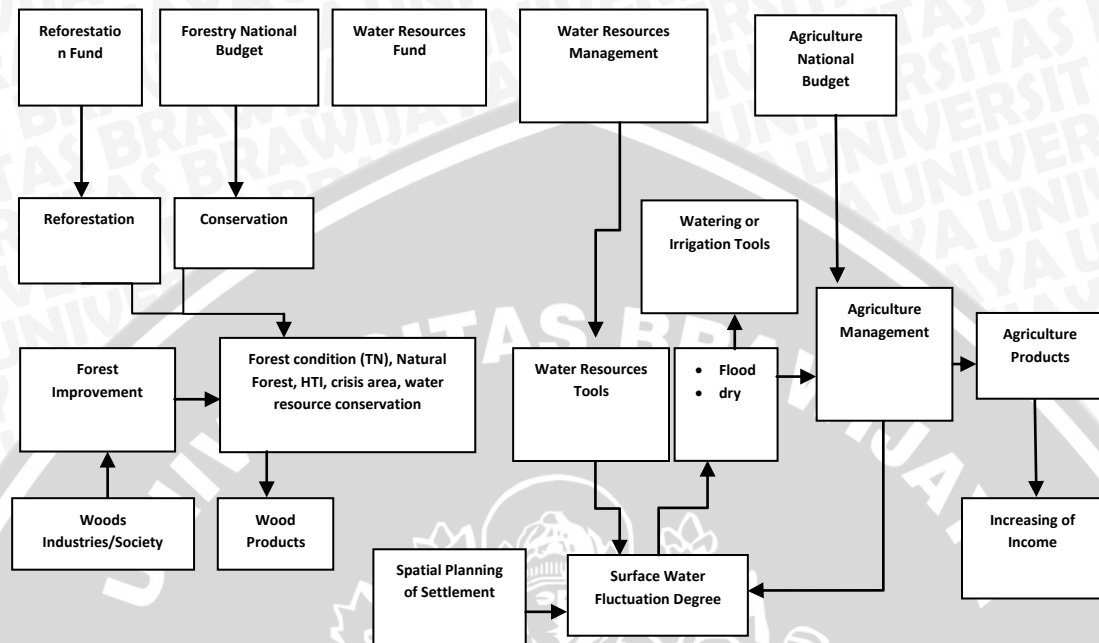 Reforestatio
n Fund
Forestry National
Budget
Water Resources
Fund
Water Resources
Management
Agriculture
National
Budget
Reforestation
Conservation
Watering or
Irrigation Tools
Agriculture
Management
Agriculture
Products
Forest
Improvement
Forest condition (TN), Natural
Forest, HTI, crisis area, water
resource conservation
Water Resources
Tools
• Flood
• dry
Woods
Industries/Society
Wood
Products
Increasing of
Income
Spatial Planning
of Settlement
Surface Water
Fluctuation Degree